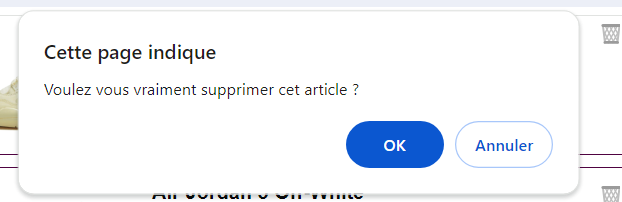 Cette page indique
Voulez vous vraiment supprimer cet article ?
OK
Annuler
Air Jordan 5 Off-White